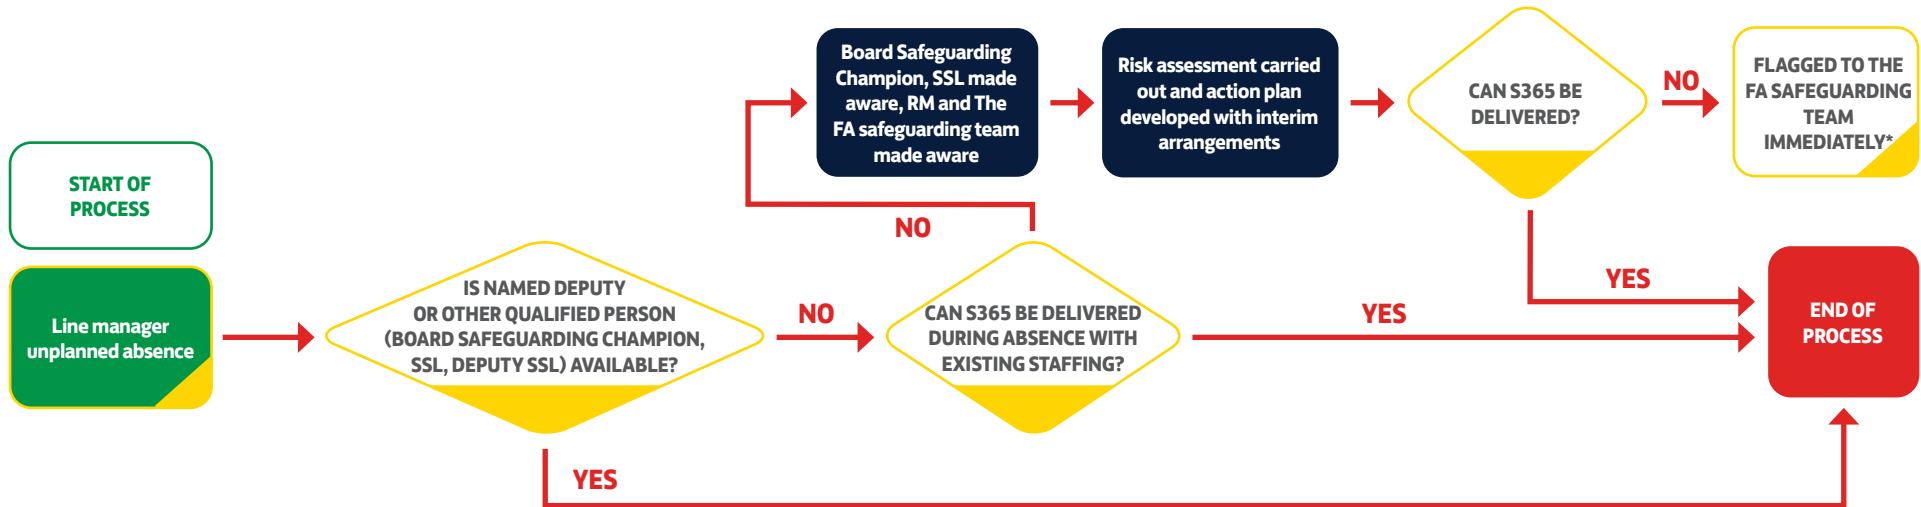 START OF
PROCESS
Line manager
unplanned absence
IS NAMED DEPUTY
OR OTHER QUALIFIED PERSON
(BOARD SAFEGUARDING CHAMPION,
SSL, DEPUTY SSL) AVAILABLE?
NO
YES
CAN S365 BE DELIVERED
DURING ABSENCE WITH
EXISTING STAFFING?
NO
YES
Board Safeguarding
Champion, SSL made
aware, RM and The
FA safeguarding team
made aware
Risk assessment carried
out and action plan
developed with interim
arrangements
CAN S365 BE
DELIVERED?
NO
YES
FLAGGED TO THE
FA SAFEGUARDING
TEAM
IMMEDIATELY*
END OF
PROCESS